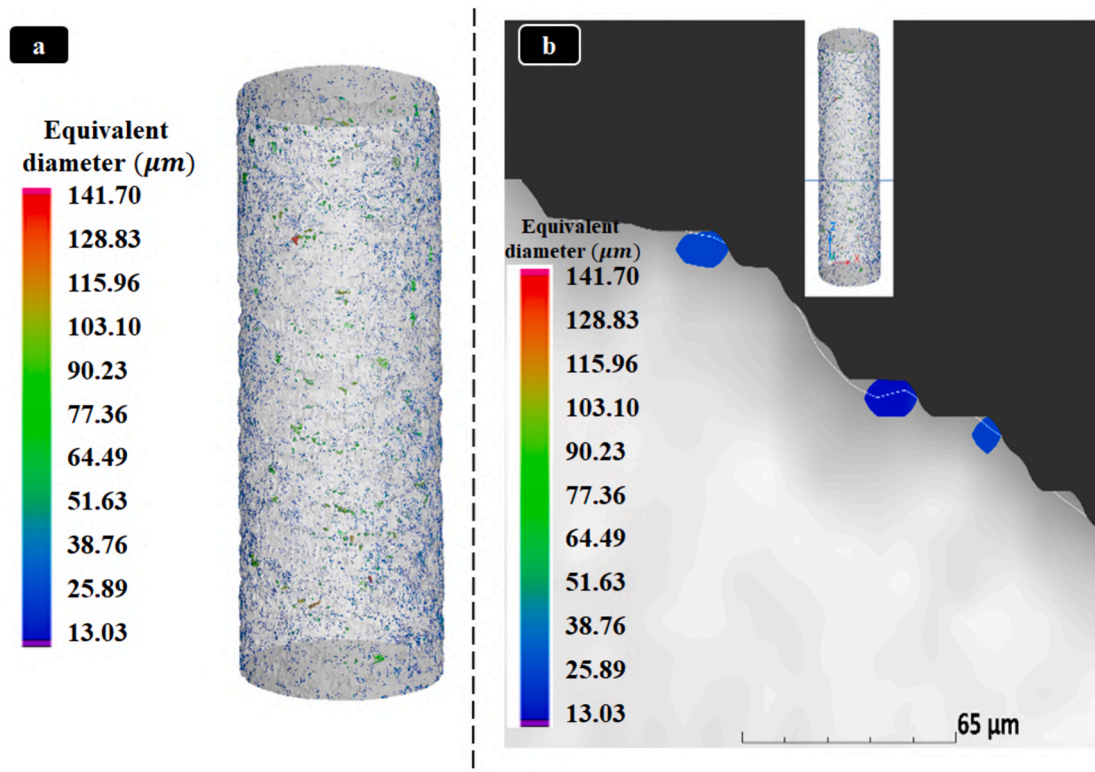 a
Equivalent
diameter (μm)
141.70
128.83
115.96
103.10
90.23
77.36
64.49
51.63
38.76
25.89
13.03
b
Equivalent
diameter (μm)
141.70
128.83
115.96
103.10
90.23
77.36
64.49
51.63
38.76
25.89
13.03
X
65 μm